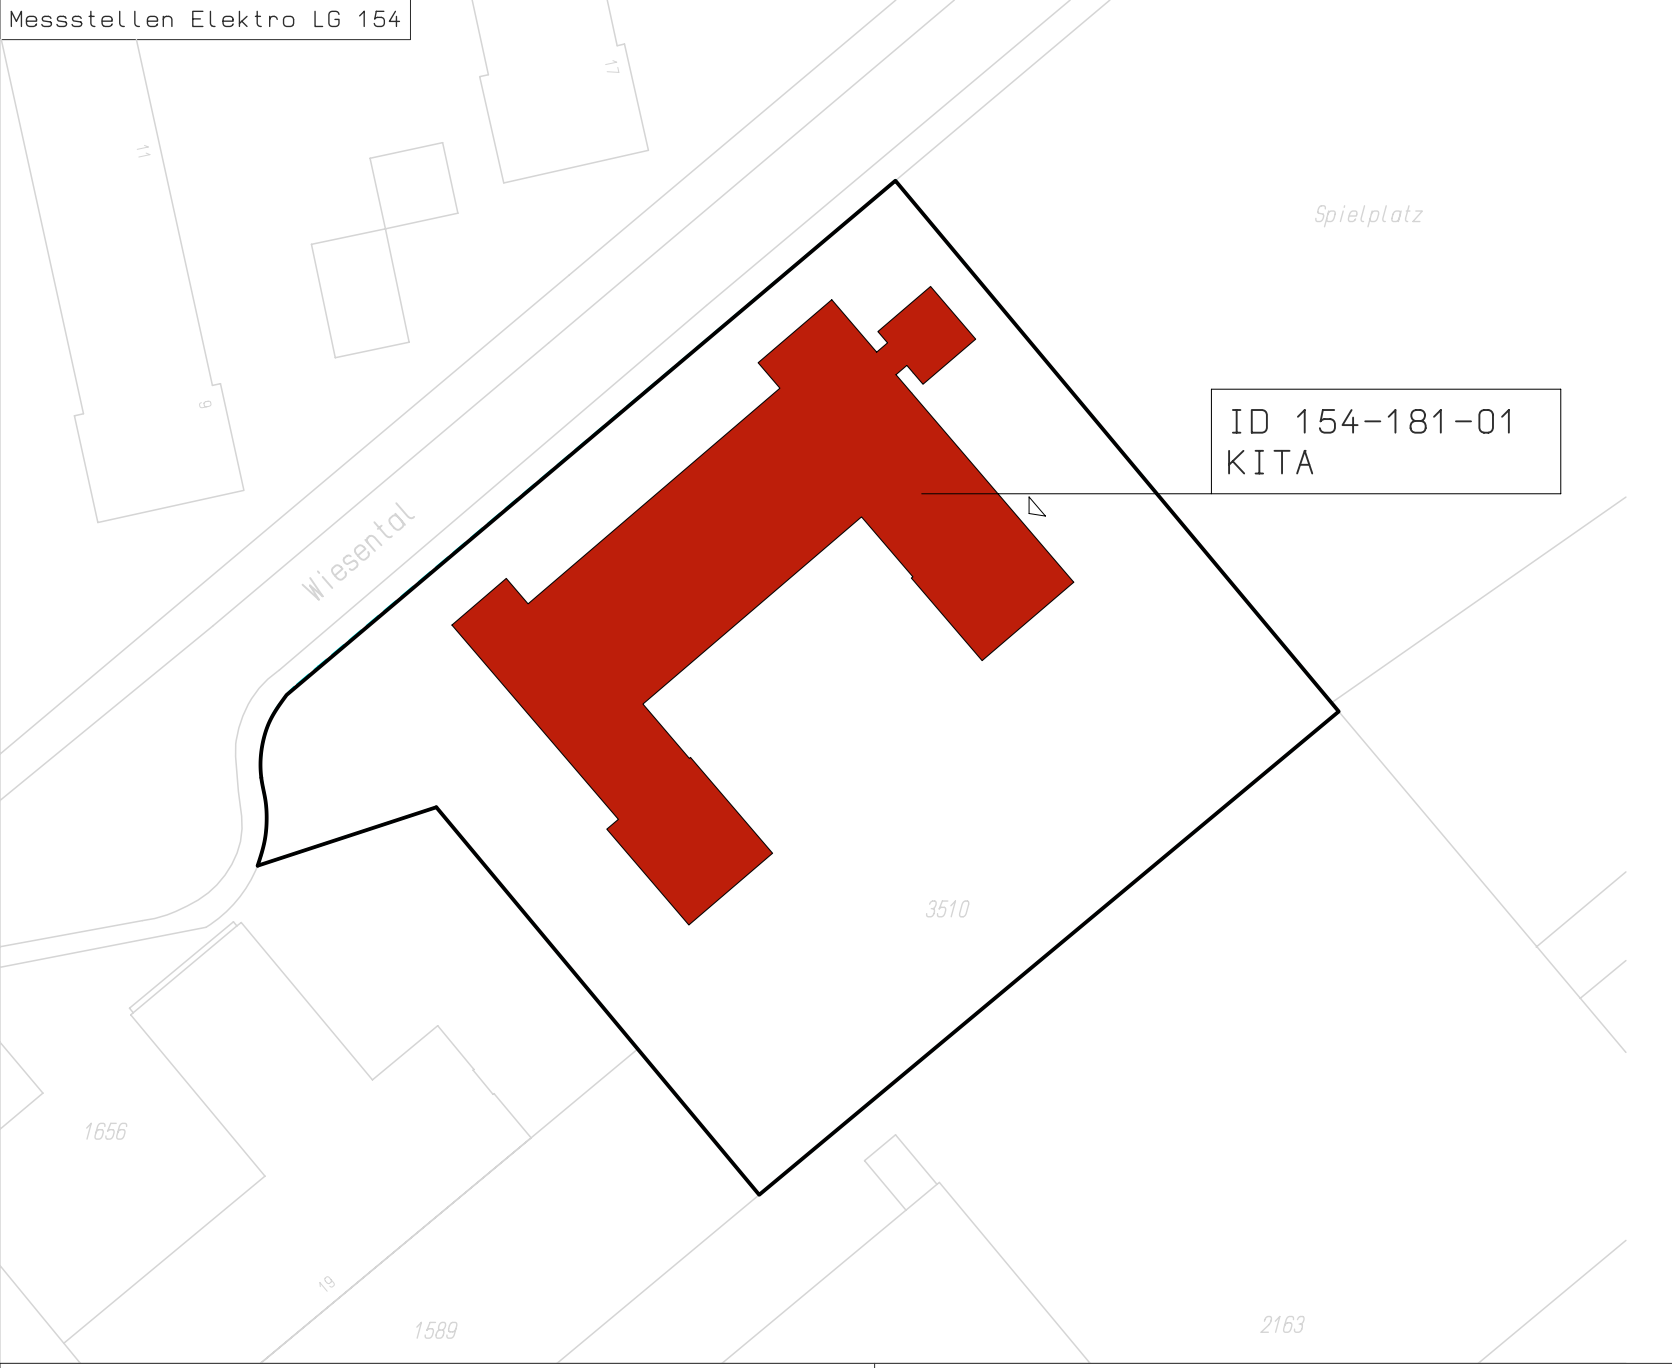 Messstellen Elektro LG 154
17
11
Spielplatz
9
ID 154-181-01
KITA
Wiesental
3510
1656
19
1589
2163